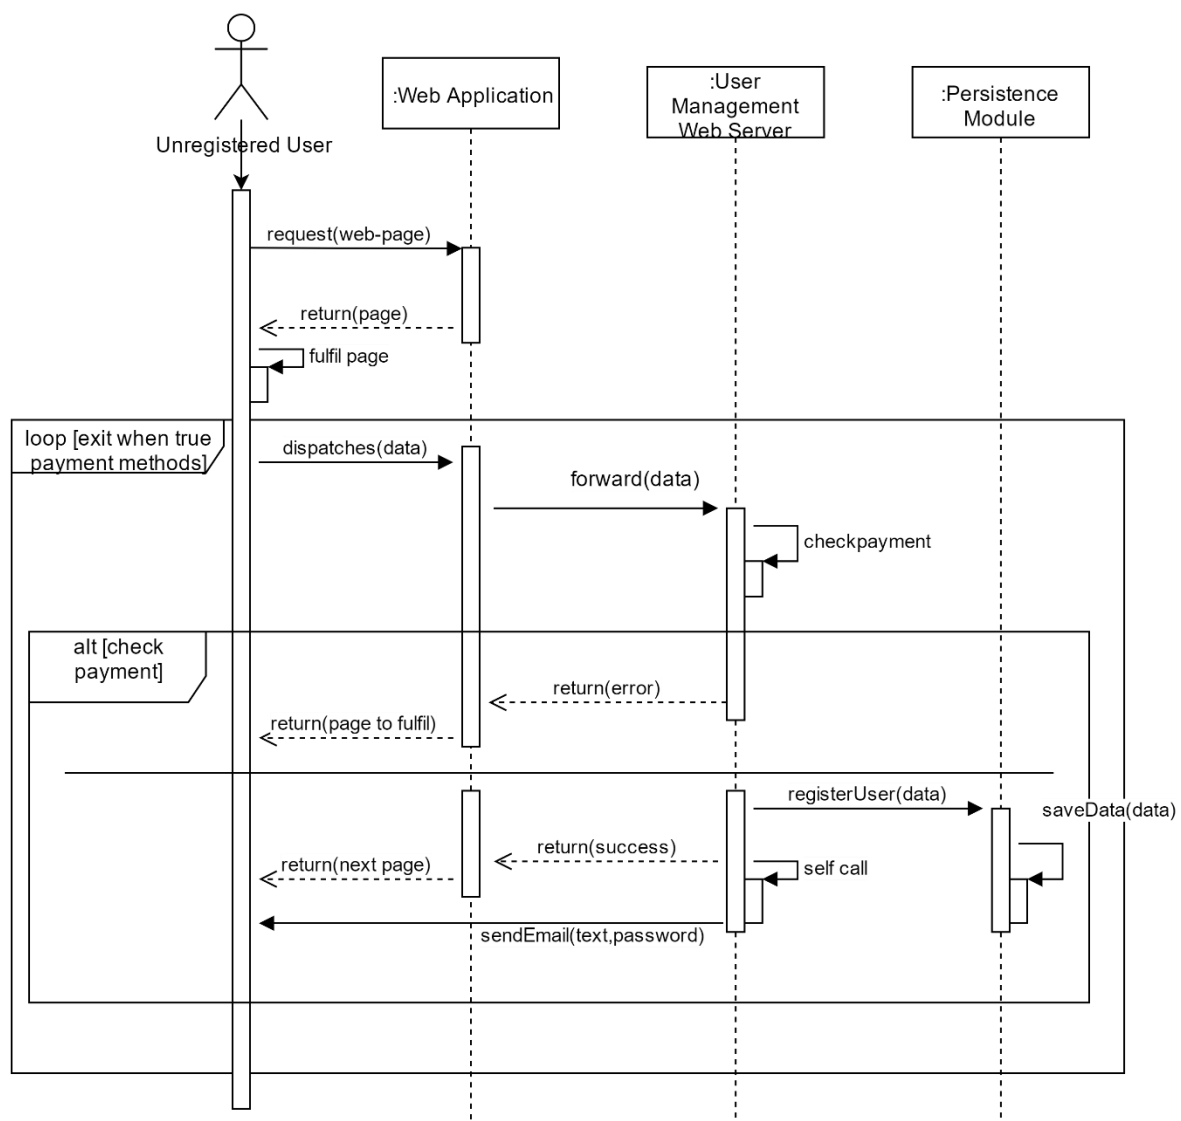 Unregistered User
:Web Application
:User
Management
Web Server
:Persistence
Module
request(web-page)
return(page)
fulfil page
loop [exit when true
payment methods]
dispatches(data)
forward(data)
checkpayment
alt [check
payment]
return(error)
return(page to fulfil)
registerUser(data)
saveData(data)
return(success)
return(next page)
self call
sendEmail(text,password)